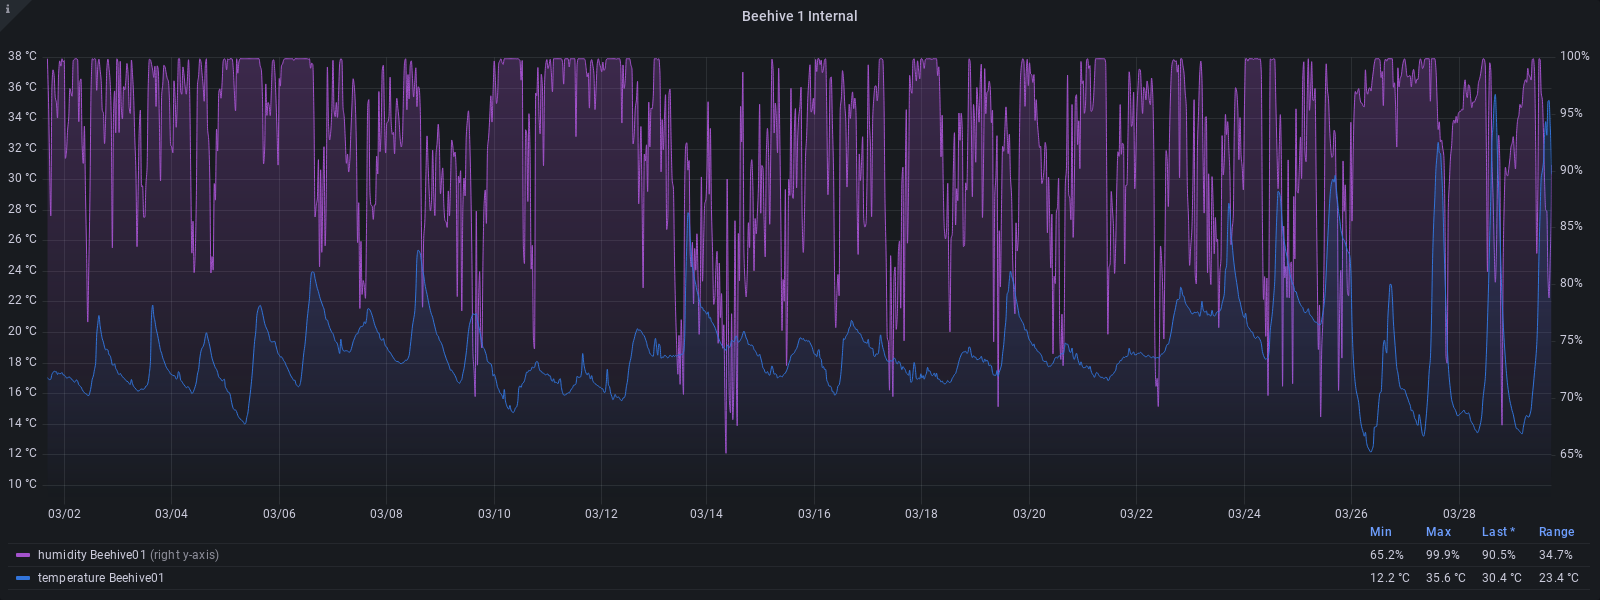 i
Beehive 1 Internal
38 °C 100%
36 °C
34 °C 95%
32 °C
30 °C 90%
28 °C
26 °C 85%
24 °C
22 °C 80%
20 °C
18 °C 75%
16 °C 70%
14 °C
12 °C 65%
10 °C
03/02 03/04 03/06 03/08 03/10 03/12 03/14 03/16 03/18 03/20 03/22 03/24 03/26 03/28
Min Max Last * Range
humidity Beehive01 (right y-axis) 65.2% 99.9% 90.5% 34.7%
temperature Beehive01 12.2 °C 35.6 °C 30.4 °C 23.4 °C